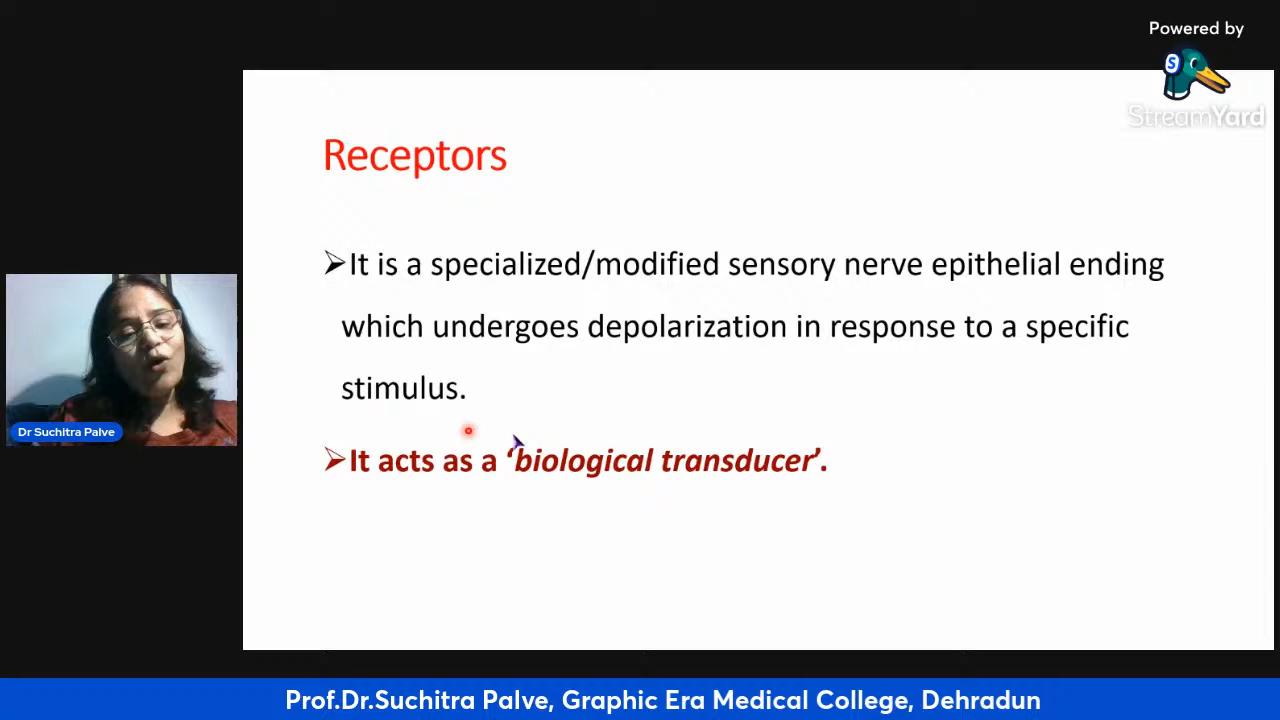 Powered by
S
StreamYard
Receptors
➢It is a specialized/modified sensory nerve epithelial ending
which undergoes depolarization in response to a specific
stimulus.
➢It acts as a ‘biological transducer’.
Dr Suchitra Palve
Prof.Dr.Suchitra Palve, Graphic Era Medical College, Dehradun